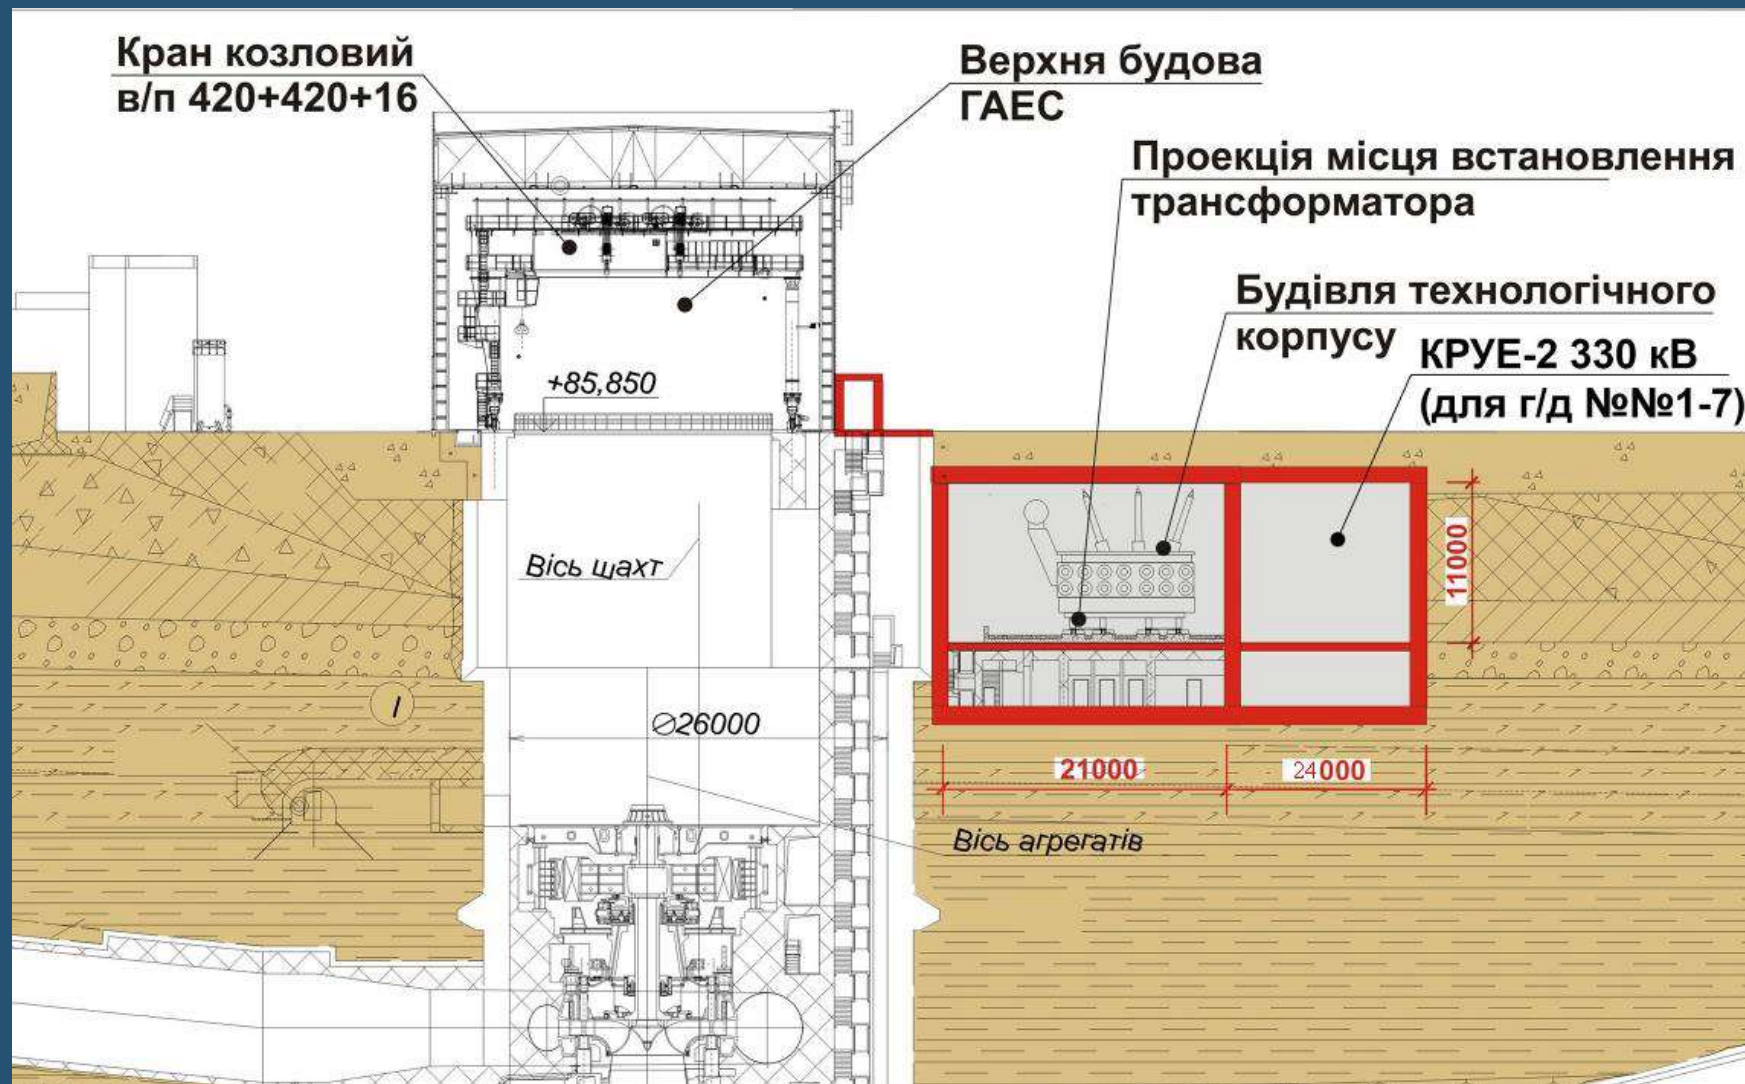 Кран козловий
в/п 420+420+16
Верхня будова
ГАЕС
Проекція місця встановлення
трансформатора
Будівля технологічного
корпусу
КРУЕ-2 330 кВ
(для г/д №№1-7)
+85,850
Вісь шахт
11000
I
∅26000
21000
24000
Вісь агрегатів